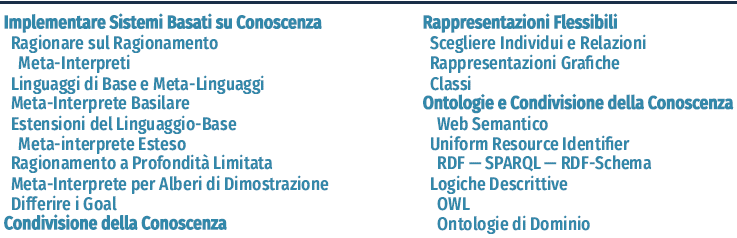 Implementare Sistemi Basati su Conoscenza
Ragionare sul Ragionamento
Meta-Interpreti
Linguaggi di Base e Meta-Linguaggi
Meta-Interprete Basilare
Estensioni del Linguaggio-Base
Meta-interprete Esteso
Ragionamento a Profondità Limitata
Meta-Interprete per Alberi di Dimostrazione
Differire i Goal
Condivisione della Conoscenza
Rappresentazioni Flessibili
Scegliere Individui e Relazioni
Rappresentazioni Grafiche
Classi
Ontologie e Condivisione della Conoscenza
Web Semantico
Uniform Resource Identifier
RDF — SPARQL — RDF-Schema
Logiche Descrittive
OWL
Ontologie di Dominio